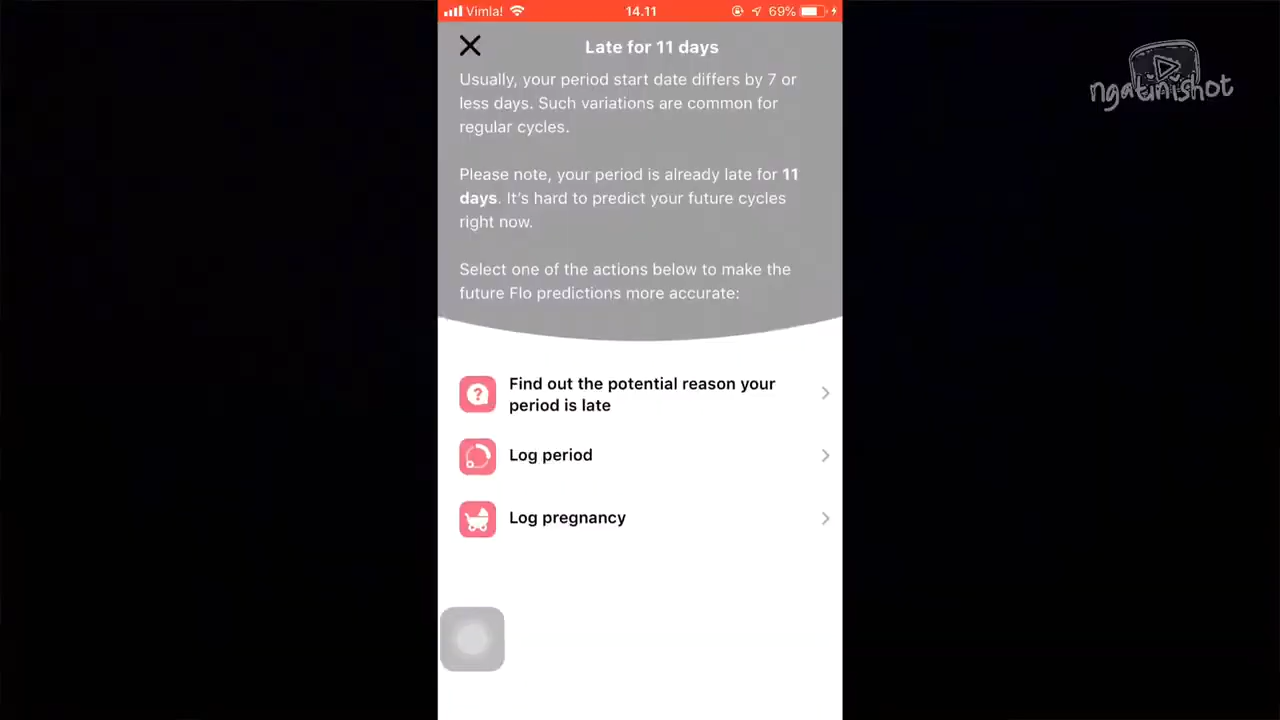 Vimla! 14.11 69%
ngatinishot
Late for 11 days
Usually, your period start date differs by 7 or
less days. Such variations are common for
regular cycles.
Please note, your period is already late for 11
days. It's hard to predict your future cycles
right now.
Select one of the actions below to make the
future Flo predictions more accurate:
Find out the potential reason your
period is late
Log period
Log pregnancy